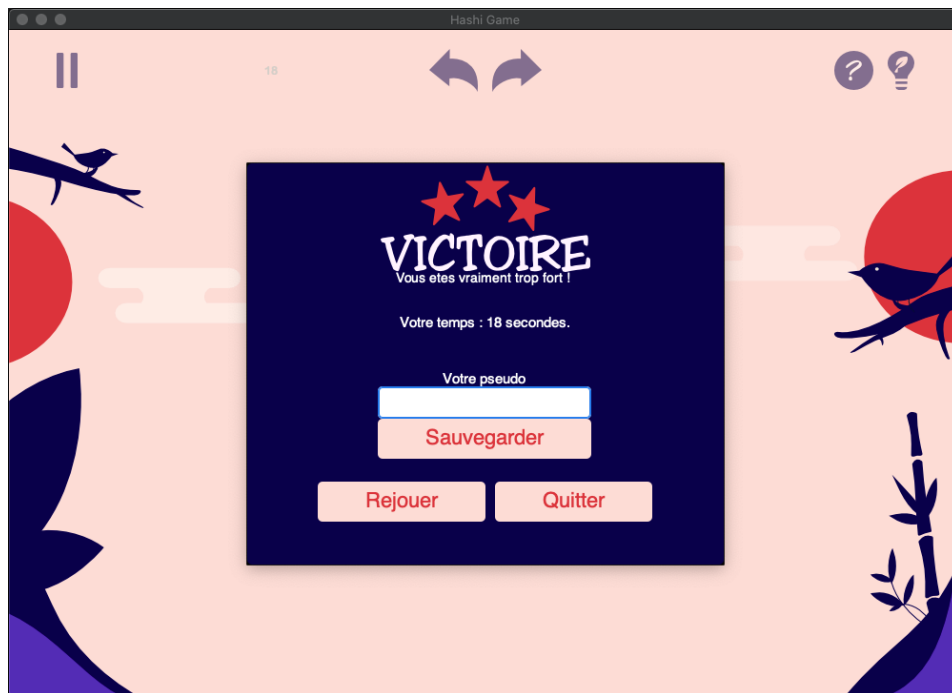 Hashi Game
18
?
VICTOIRE
Vous etes vraiment trop fort !
Votre temps : 18 secondes.
Votre pseudo
Sauvegarder
Rejouer Quitter